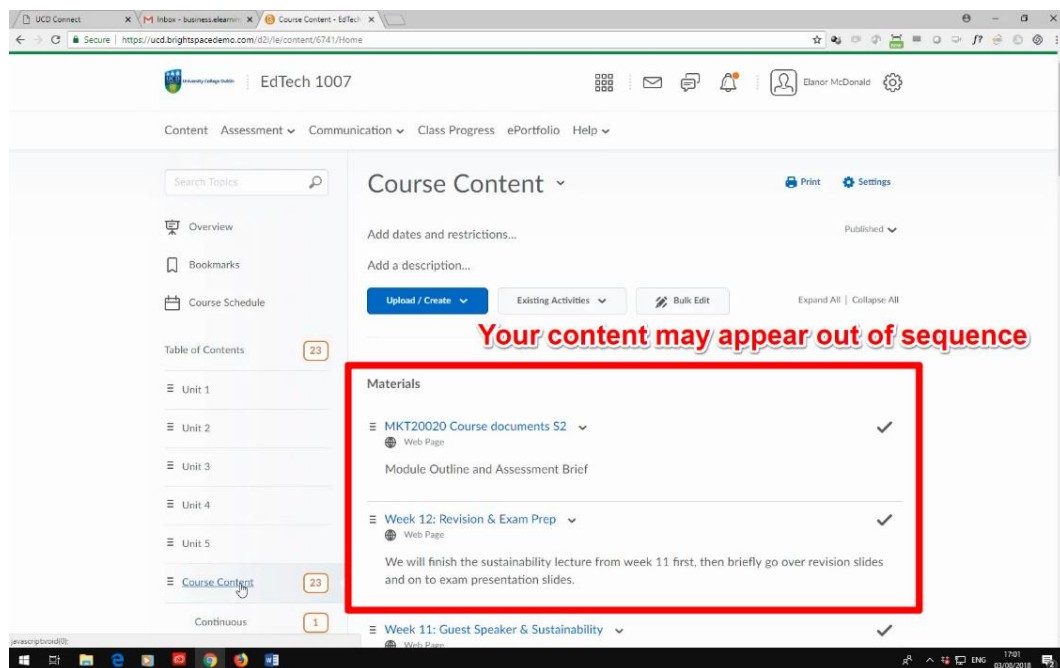 UCD Connect
Inbox - business.elearnin
Course Content - EdTech
Secure | https://ucd.brightspacedemo.com/d2l/le/content/6741/Home
EdTech 1007
Elanor McDonald
Content Assessment Communication Class Progress ePortfolio Help
Search Topics
Course Content
Print Settings
Overview
Add dates and restrictions...
Published
Bookmarks
Add a description...
Course Schedule
Upload / Create Existing Activities Bulk Edit
Expand All | Collapse All
Your content may appear out of sequence
Table of Contents 23
Materials
Unit 1
MKT20020 Course documents S2
Web Page
Module Outline and Assessment Brief
Unit 2
Unit 3
Unit 4
Week 12: Revision & Exam Prep
Web Page
We will finish the sustainability lecture from week 11 first, then briefly go over revision slides
and on to exam presentation slides.
Unit 5
Course Content 23
Continuous 1
Week 11: Guest Speaker & Sustainability
Web Page
javascript:void(0);
ENG
17:01
03/08/2018